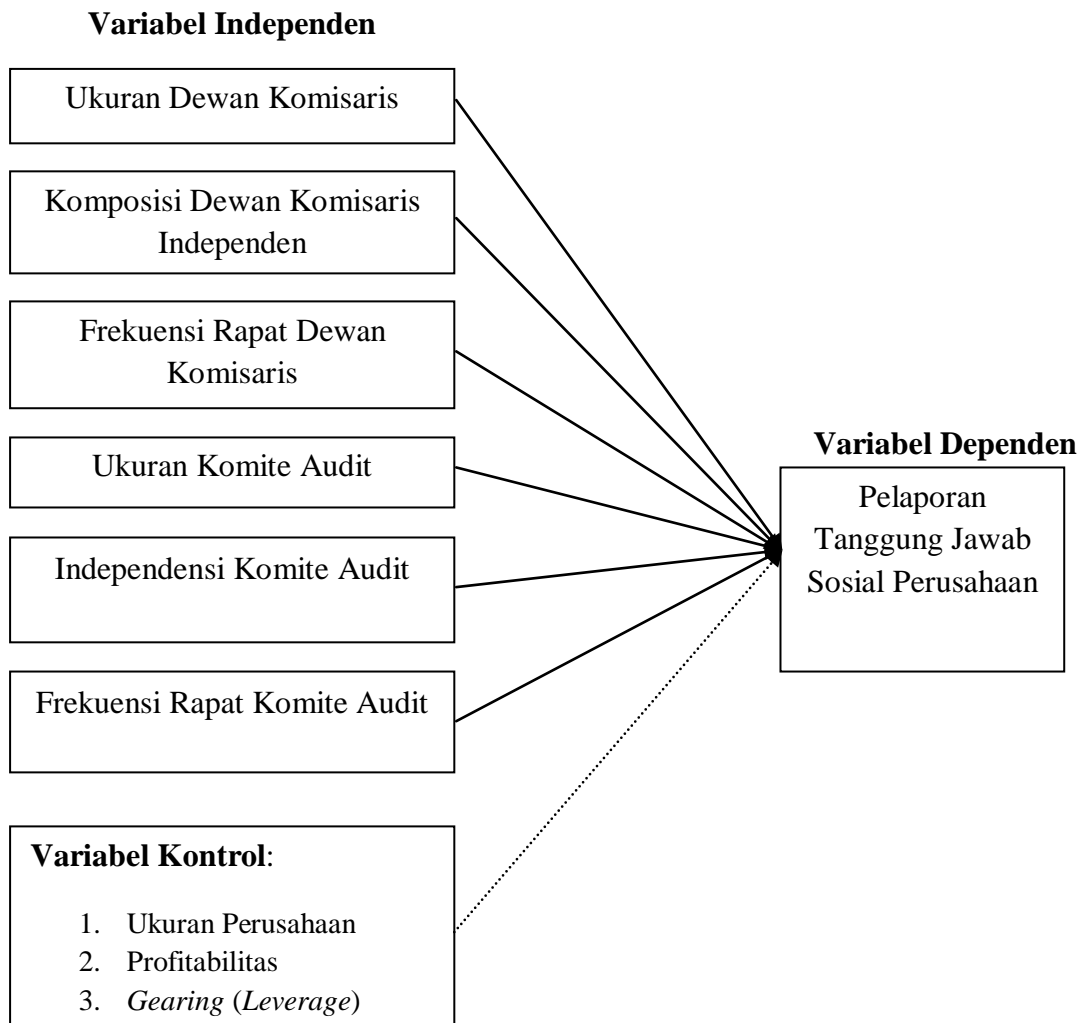 Variabel Independen
Ukuran Dewan Komisaris
Komposisi Dewan Komisaris
Independen
Frekuensi Rapat Dewan
Komisaris
Ukuran Komite Audit
Independensi Komite Audit
Frekuensi Rapat Komite Audit
Variabel Kontrol:
1. Ukuran Perusahaan
2. Profitabilitas
3. Gearing (Leverage)
Variabel Dependen
Pelaporan
Tanggung Jawab
Sosial Perusahaan